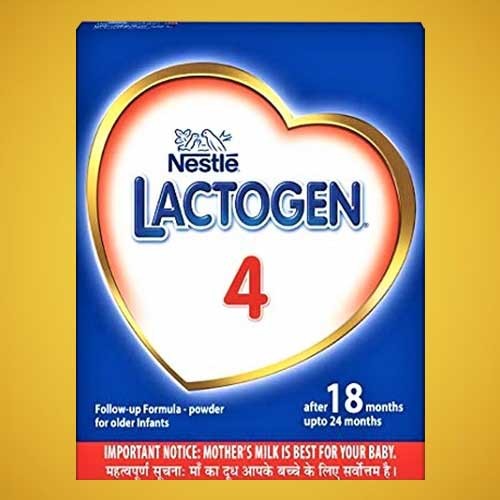 Nestlé
LACTOGEN®
4
Follow-up Formula - powder
for older Infants
after 18 months
upto 24 months
IMPORTANT NOTICE: MOTHER'S MILK IS BEST FOR YOUR BABY.
महत्वपूर्ण सूचना: माँ का दूध आपके बच्चे के लिए सर्वोत्तम है।